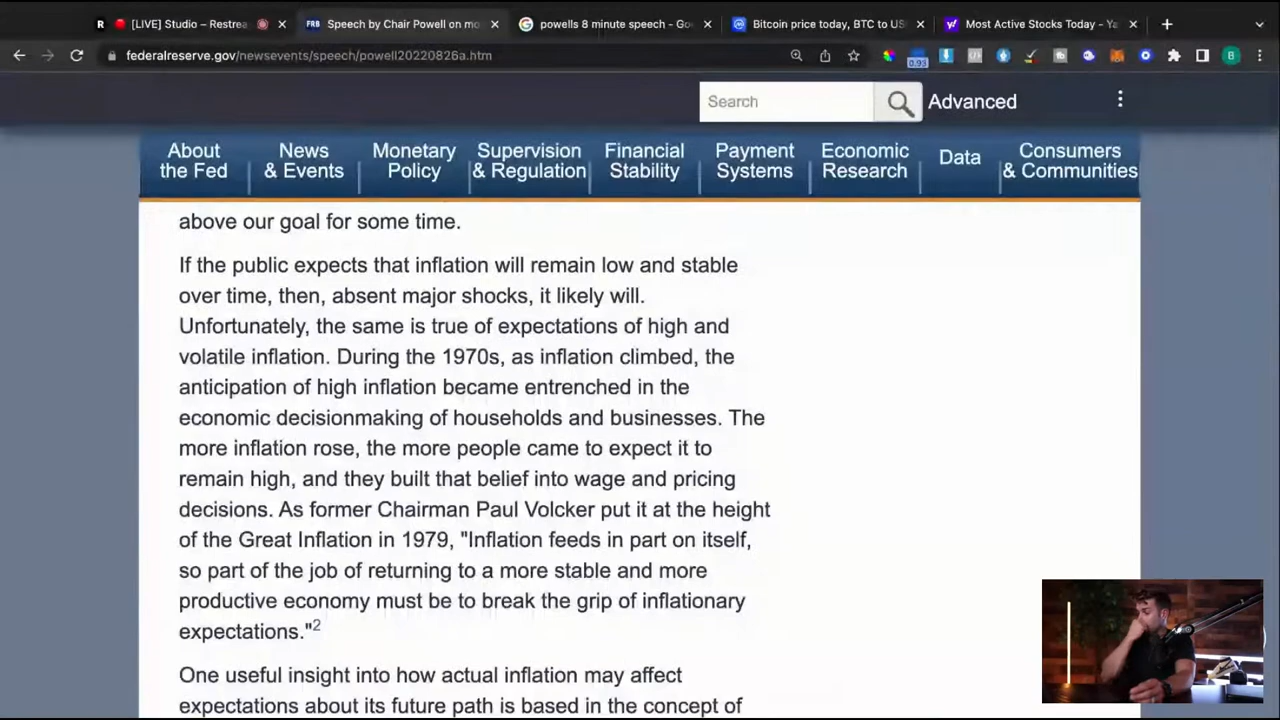 [LIVE] Studio – Restrea
Speech by Chair Powell on mo
powells 8 minute speech - Go
Bitcoin price today, BTC to US
Most Active Stocks Today - Ya
federalreserve.gov/newsevents/speech/powell20220826a.htm
0.93
B
Search
Advanced
About
the Fed
News
& Events
Monetary
Policy
Supervision
& Regulation
Financial
Stability
Payment
Systems
Economic
Research
Data
Consumers
& Communities
above our goal for some time.
If the public expects that inflation will remain low and stable
over time, then, absent major shocks, it likely will.
Unfortunately, the same is true of expectations of high and
volatile inflation. During the 1970s, as inflation climbed, the
anticipation of high inflation became entrenched in the
economic decisionmaking of households and businesses. The
more inflation rose, the more people came to expect it to
remain high, and they built that belief into wage and pricing
decisions. As former Chairman Paul Volcker put it at the height
of the Great Inflation in 1979, "Inflation feeds in part on itself,
so part of the job of returning to a more stable and more
productive economy must be to break the grip of inflationary
expectations."2
One useful insight into how actual inflation may affect
expectations about its future path is based in the concept of